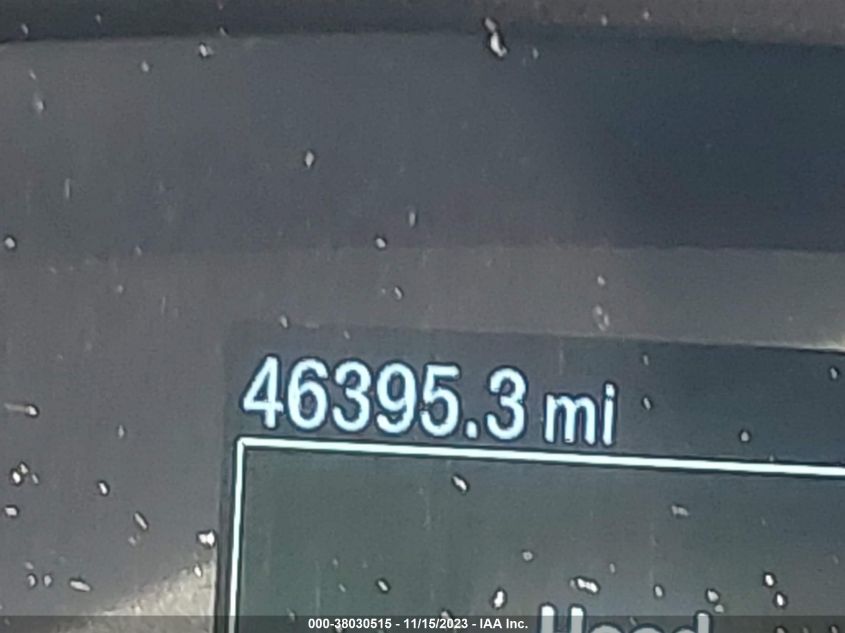 46395.3 mi
000-38030515 - 11/15/2023 - IAA Inc.